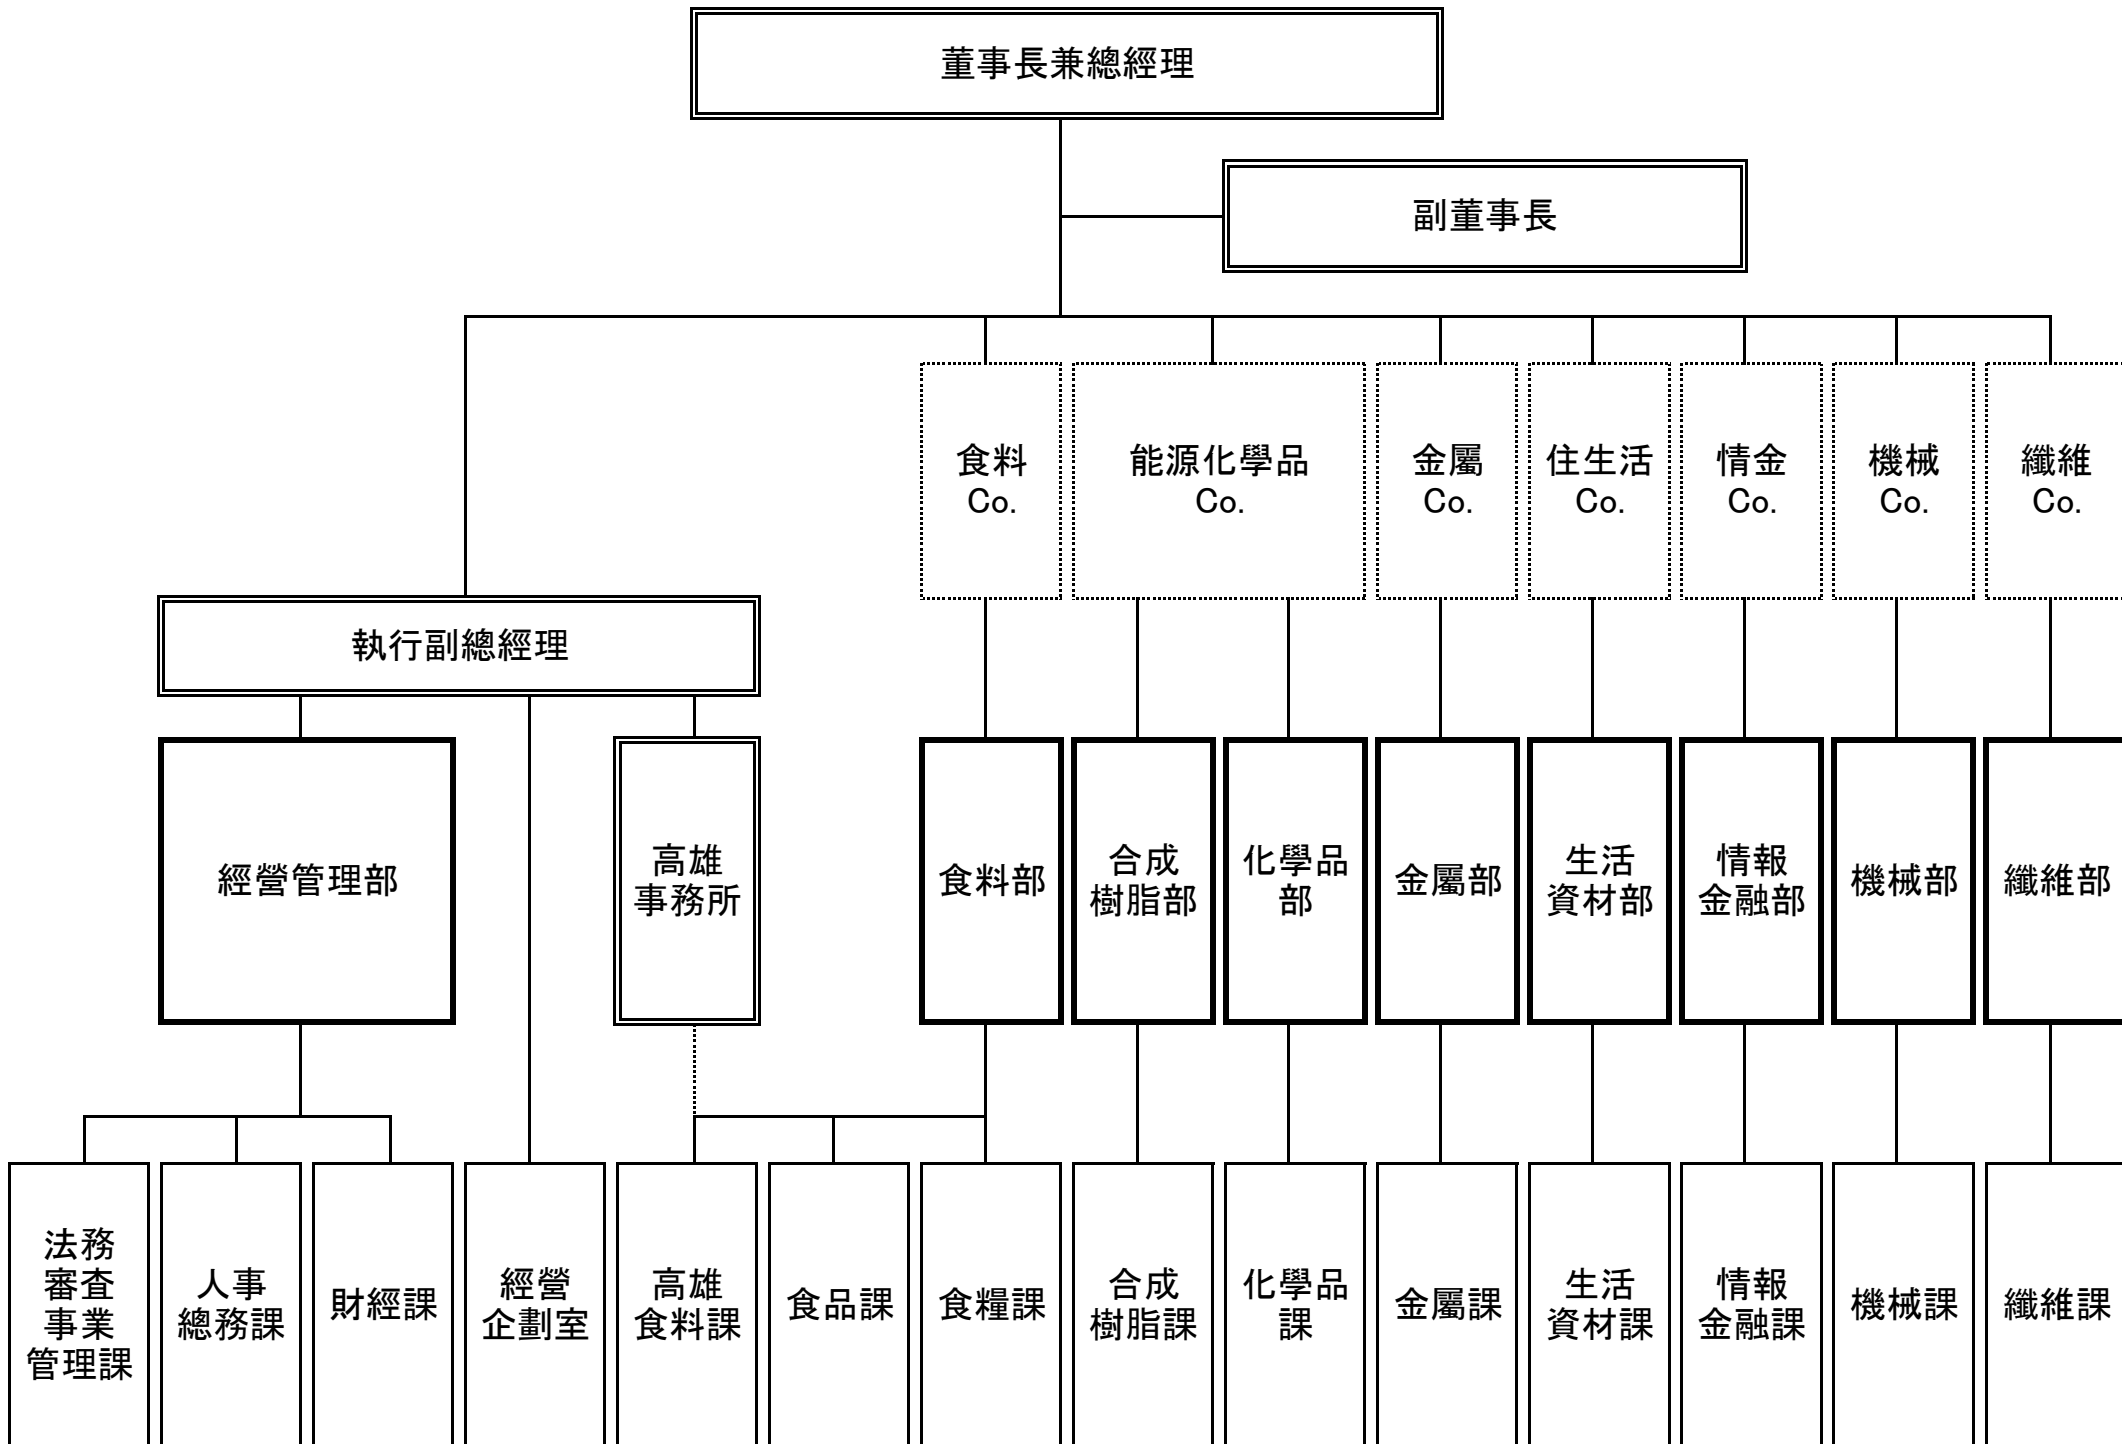 董事長兼總經理
副董事長
食料
Co.
能源化學品
Co.
金屬
Co.
住生活
Co.
情金
Co.
機械
Co.
纖維
Co.
執行副總經理
經營管理部
高雄
事務所
食料部
合成
樹脂部
化學品
部
金屬部
生活
資材部
情報
金融部
機械部
纖維部
法務
審查
事業
管理課
人事
總務課
財經課
經營
企劃室
高雄
食料課
食品課
食糧課
合成
樹脂課
化學品
課
金屬課
生活
資材課
情報
金融課
機械課
纖維課